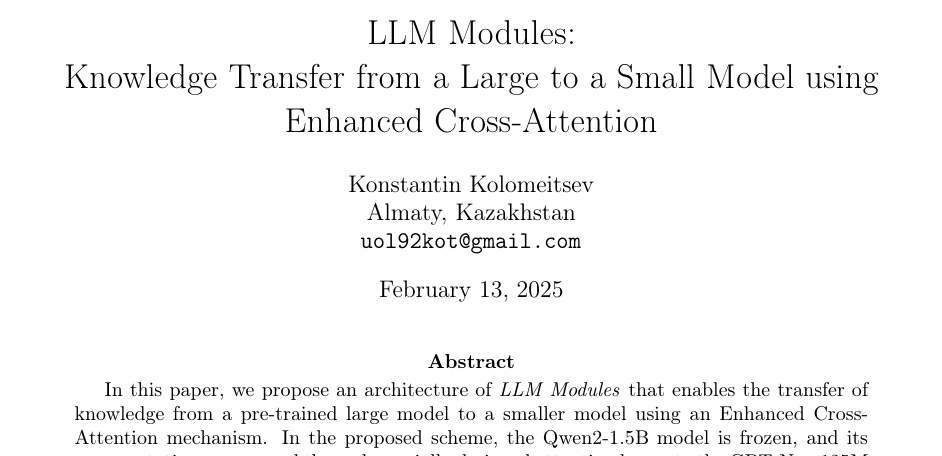 LLM Modules:
Knowledge Transfer from a Large to a Small Model using
Enhanced Cross-Attention
Konstantin Kolomeitsev
Almaty, Kazakhstan
uol92kot@gmail.com
February 13, 2025
Abstract
In this paper, we propose an architecture of LLM Modules that enables the transfer of
knowledge from a pre-trained large model to a smaller model using an Enhanced Cross-
Attention mechanism. In the proposed scheme, the Qwen2-1.5B model is frozen, and its